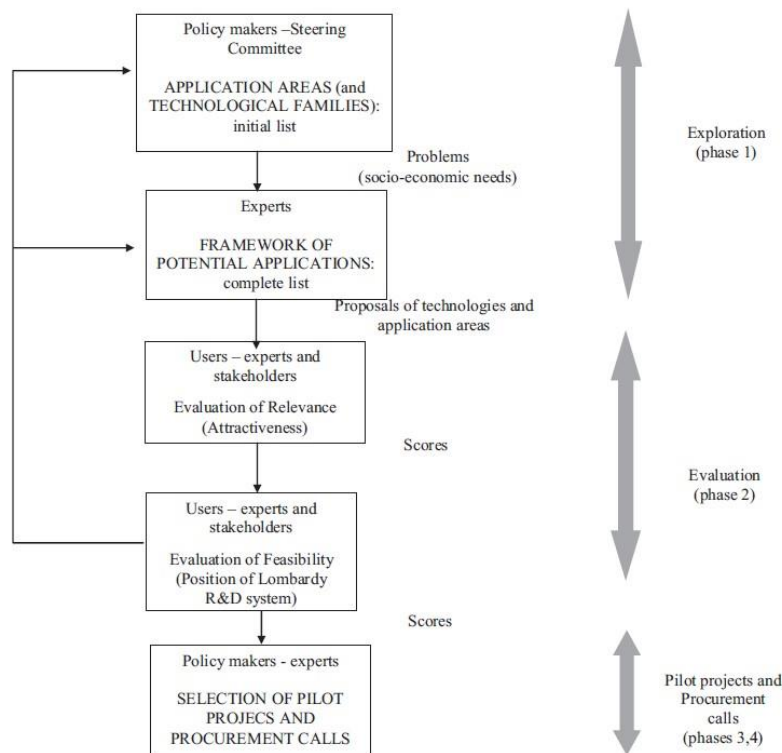 Policy makers –Steering
Committee
APPLICATION AREAS (and
TECHNOLOGICAL FAMILIES):
initial list
Problems
(socio-economic needs)
Exploration
(phase 1)
Experts
FRAMEWORK OF
POTENTIAL APPLICATIONS:
complete list
Proposals of technologies and
application areas
Users – experts and
stakeholders
Evaluation of Relevance
(Attractiveness)
Scores
Evaluation
(phase 2)
Users – experts and
stakeholders
Evaluation of Feasibility
(Position of Lombardy
R&D system)
Scores
Policy makers - experts
SELECTION OF PILOT
PROJECS AND
PROCUREMENT CALLS
Pilot projects and
Procurement
calls
(phases 3,4)